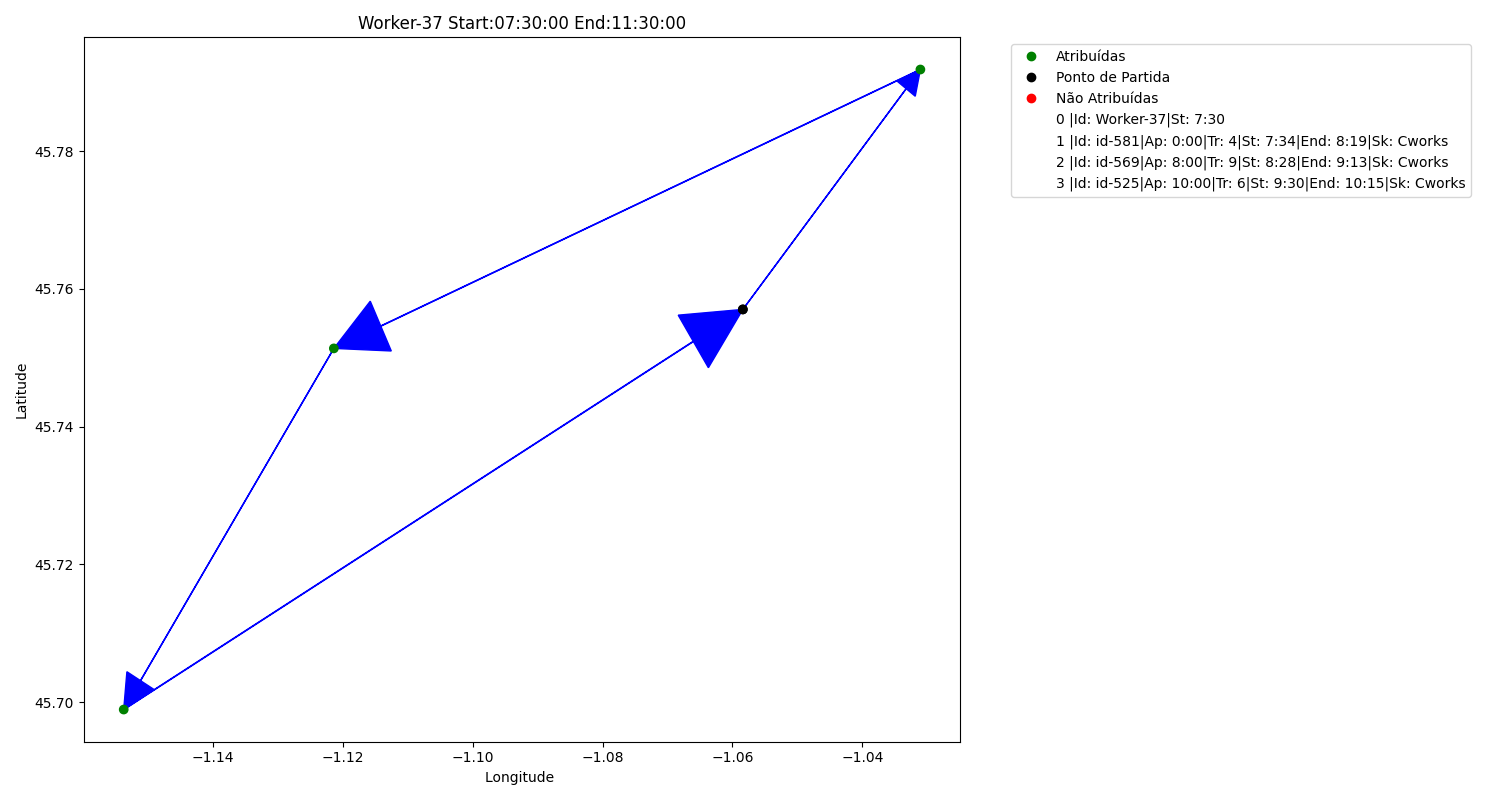 Worker-37 Start:07:30:00 End:11:30:00
Atribuídas
Ponto de Partida
Não Atribuídas
0 |Id: Worker-37|St: 7:30
1 |Id: id-581|Ap: 0:00|Tr: 4|St: 7:34|End: 8:19|Sk: Cworks
2 |Id: id-569|Ap: 8:00|Tr: 9|St: 8:28|End: 9:13|Sk: Cworks
3 |Id: id-525|Ap: 10:00|Tr: 6|St: 9:30|End: 10:15|Sk: Cworks
45.78
45.76
45.74
45.72
45.70
Latitude
−1.14
−1.12
−1.10
−1.08
−1.06
−1.04
Longitude